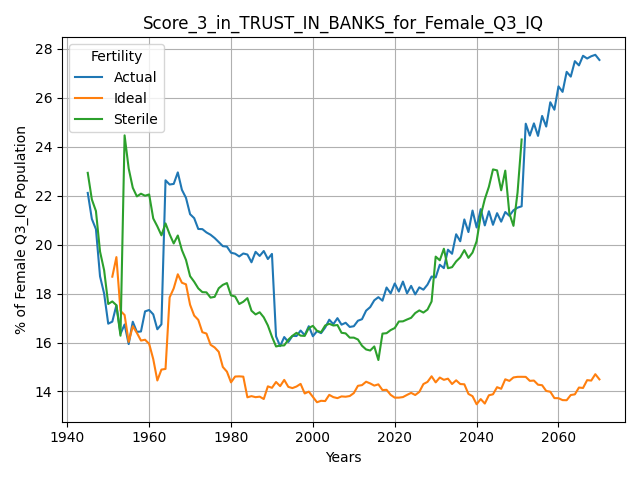 Score_3_in_TRUST_IN_BANKS_for_Female_Q3_IQ
Fertility
Actual
Ideal
Sterile
% of Female Q3_IQ Population
28
26
24
22
20
18
16
14
1940
1960
1980
2000
2020
2040
2060
Years